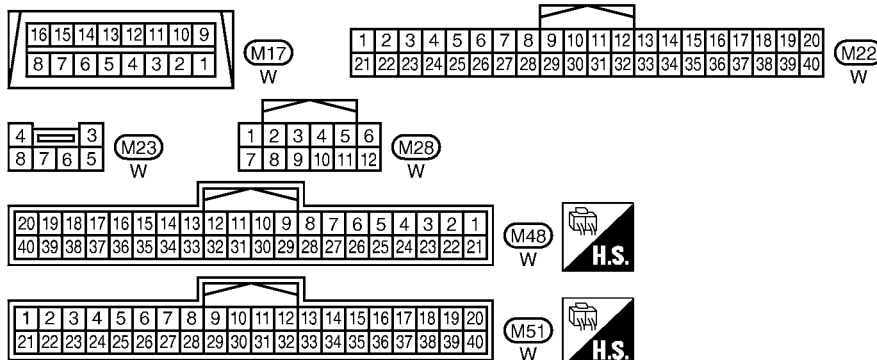 16 15 14 13 12 11 10 9
8 7 6 5 4 3 2 1
M17
W
1 2 3 4 5 6 7 8 9 10 11 12 13 14 15 16 17 18 19 20
21 22 23 24 25 26 27 28 29 30 31 32 33 34 35 36 37 38 39 40
M22
W
4 3
8 7 6 5
M23
W
1 2 3 4 5 6
7 8 9 10 11 12
M28
W
20 19 18 17 16 15 14 13 12 11 10 9 8 7 6 5 4 3 2 1
40 39 38 37 36 35 34 33 32 31 30 29 28 27 26 25 24 23 22 21
M48
W
H.S.
1 2 3 4 5 6 7 8 9 10 11 12 13 14 15 16 17 18 19 20
21 22 23 24 25 26 27 28 29 30 31 32 33 34 35 36 37 38 39 40
M51
W
H.S.